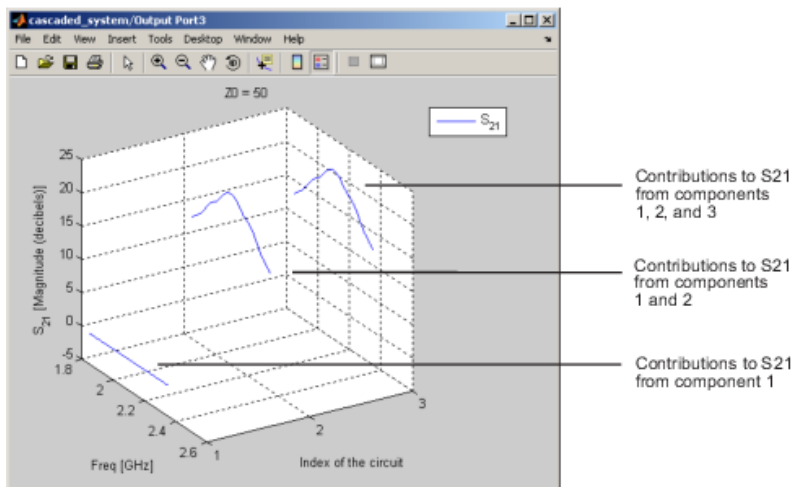 cascaded_system/Output Port3
File Edit View Insert Tools Desktop Window Help
Z0 = 50
S21
25
20
15
10
5
0
-5
S21 [Magnitude (decibels)]
1.8
2
2.2
2.4
2.6
Freq [GHz]
1
2
3
Index of the circuit
Contributions to S21
from components
1, 2, and 3
Contributions to S21
from components
1 and 2
Contributions to S21
from component 1